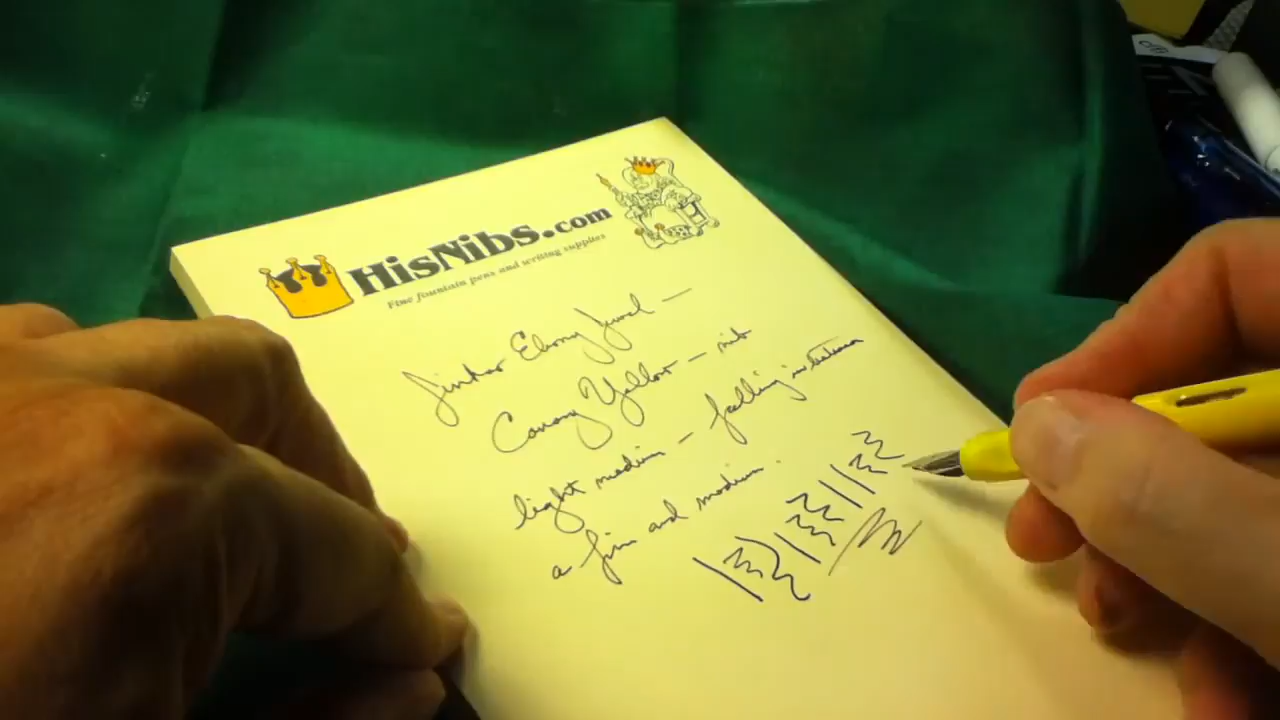 HisNibs.com
Fine fountain pens and writing supplies
Jinhao Ebony Jewel —
Canary Yellow — nib
light medium — falling in between
a fine and medium.